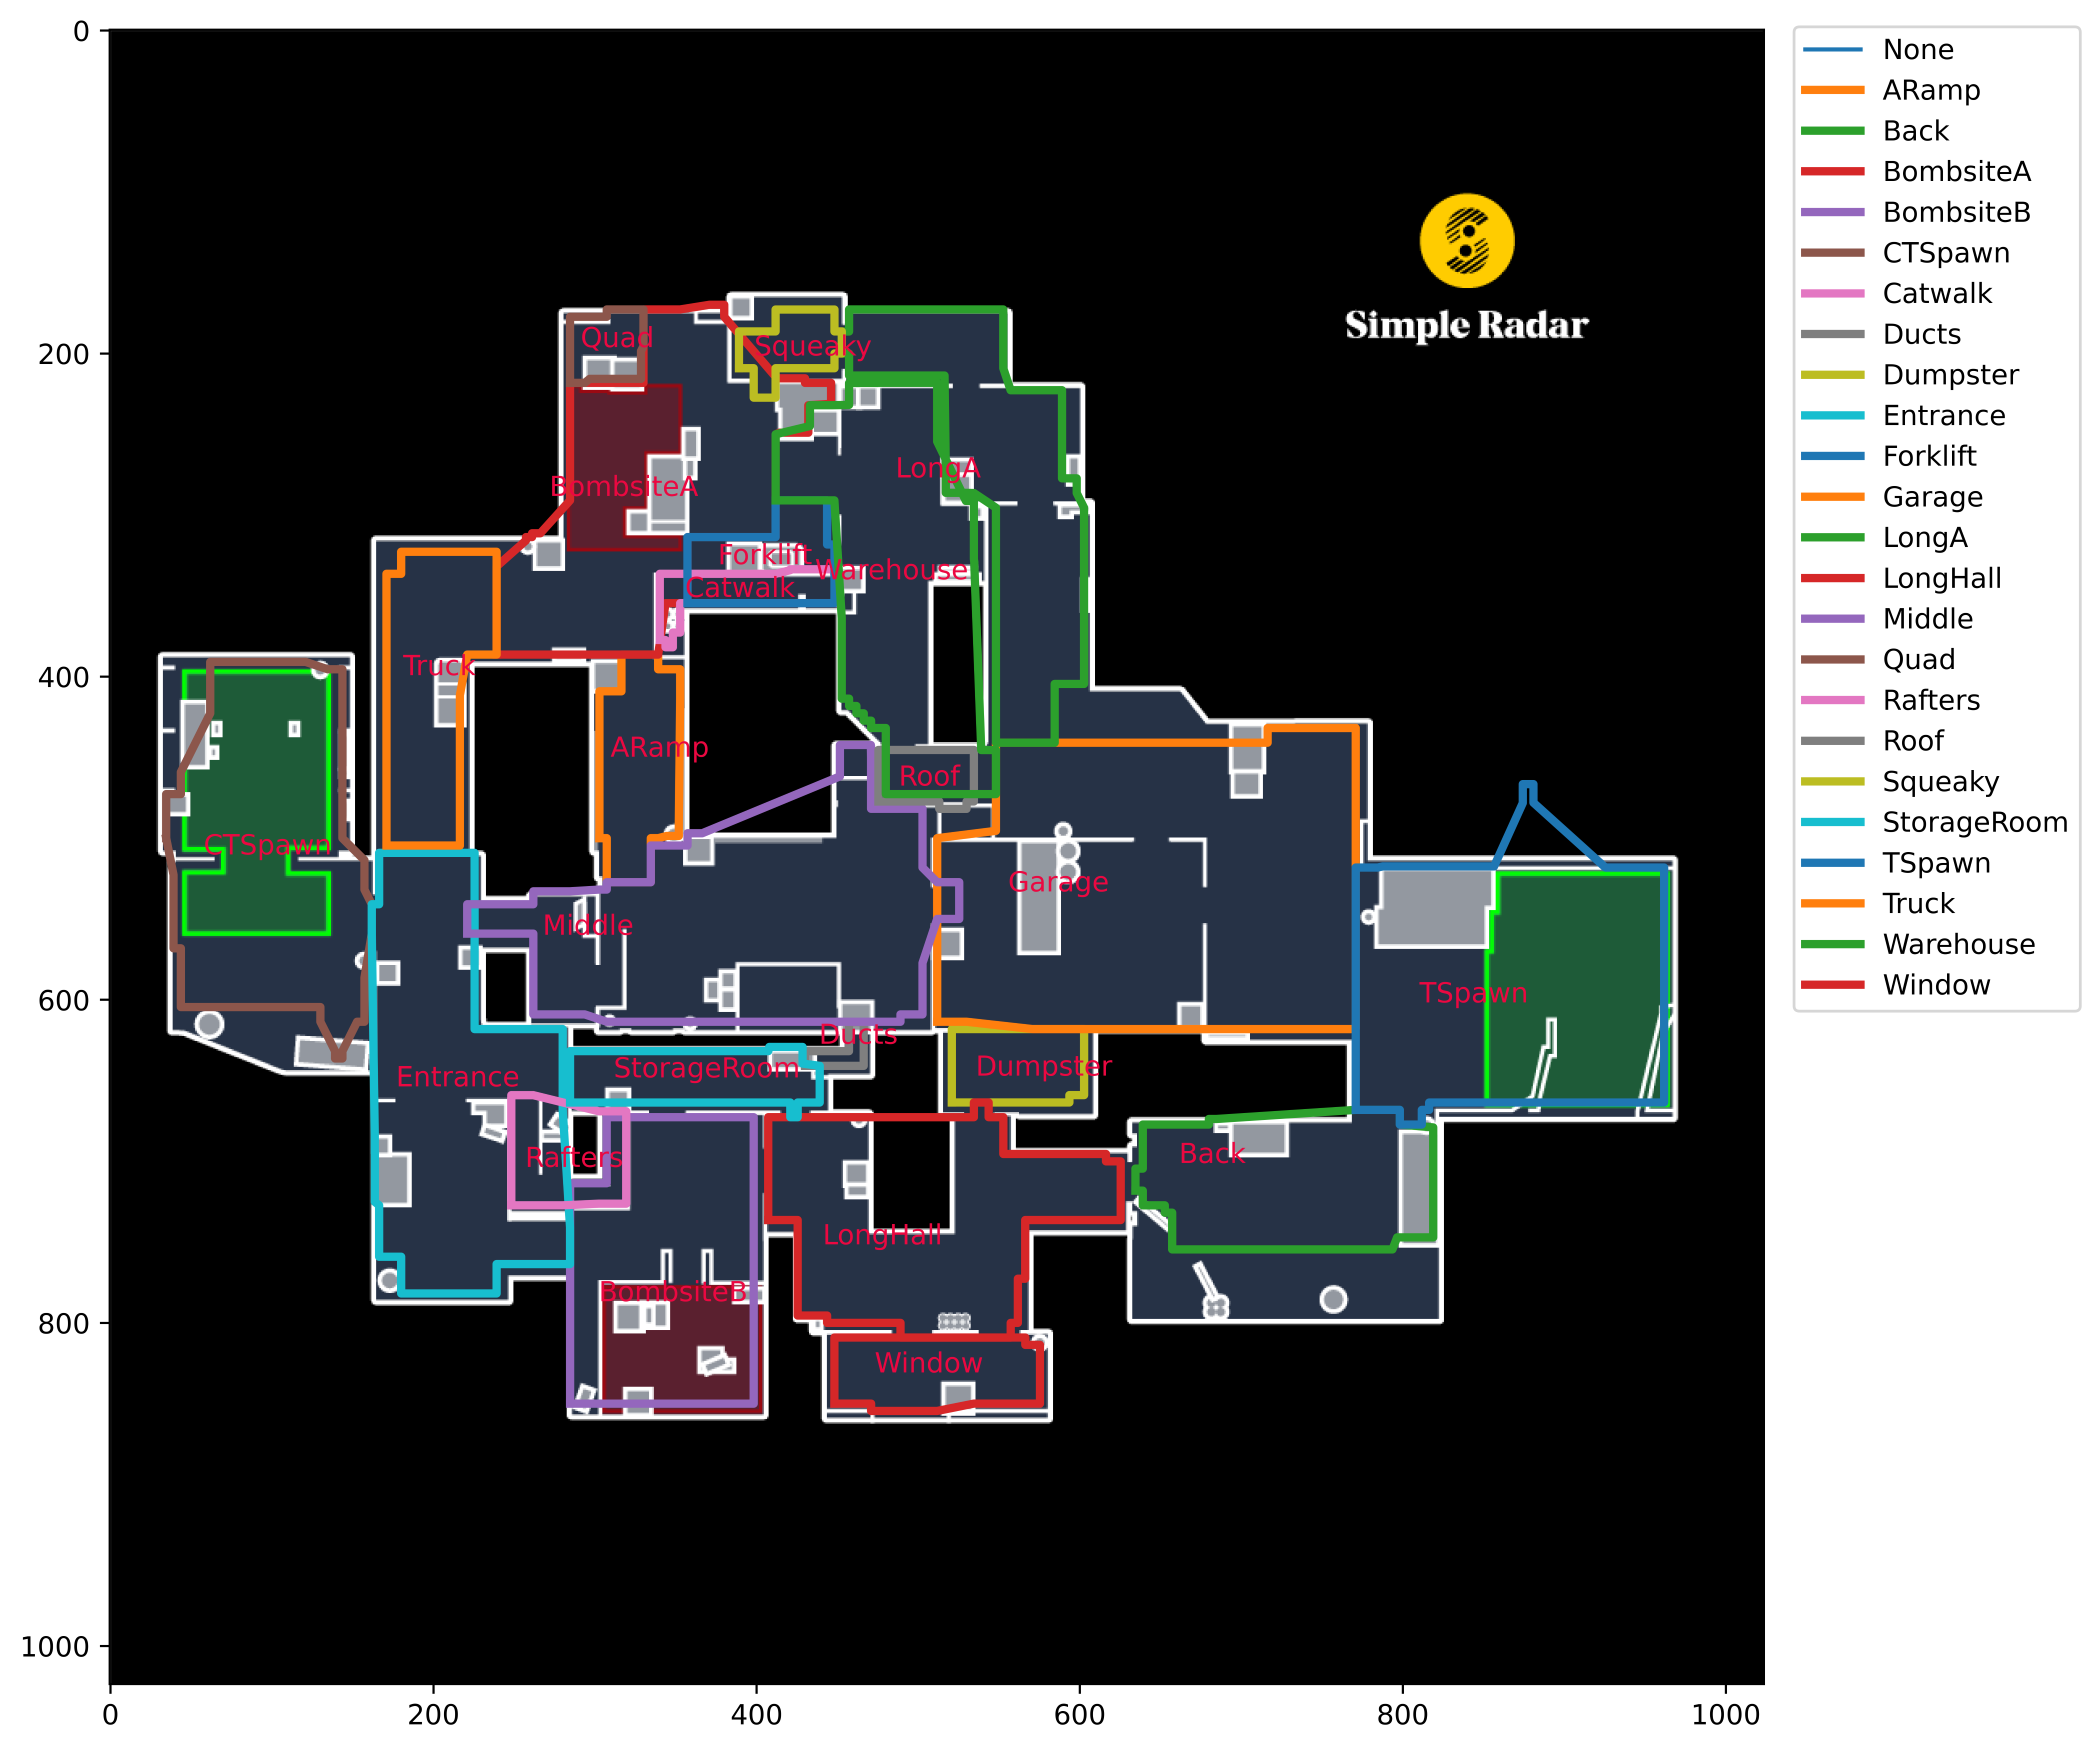 0
200
400
600
800
1000
0
200
400
600
800
1000
Simple Radar
Quad
Squeaky
LongA
BombsiteA
Forklift
Warehouse
Catwalk
Truck
ARamp
Roof
CTSpawn
Garage
Middle
TSpawn
Ducts
StorageRoom
Dumpster
Entrance
Rafters
Back
LongHall
BombsiteB
Window
None
ARamp
Back
BombsiteA
BombsiteB
CTSpawn
Catwalk
Ducts
Dumpster
Entrance
Forklift
Garage
LongA
LongHall
Middle
Quad
Rafters
Roof
Squeaky
StorageRoom
TSpawn
Truck
Warehouse
Window